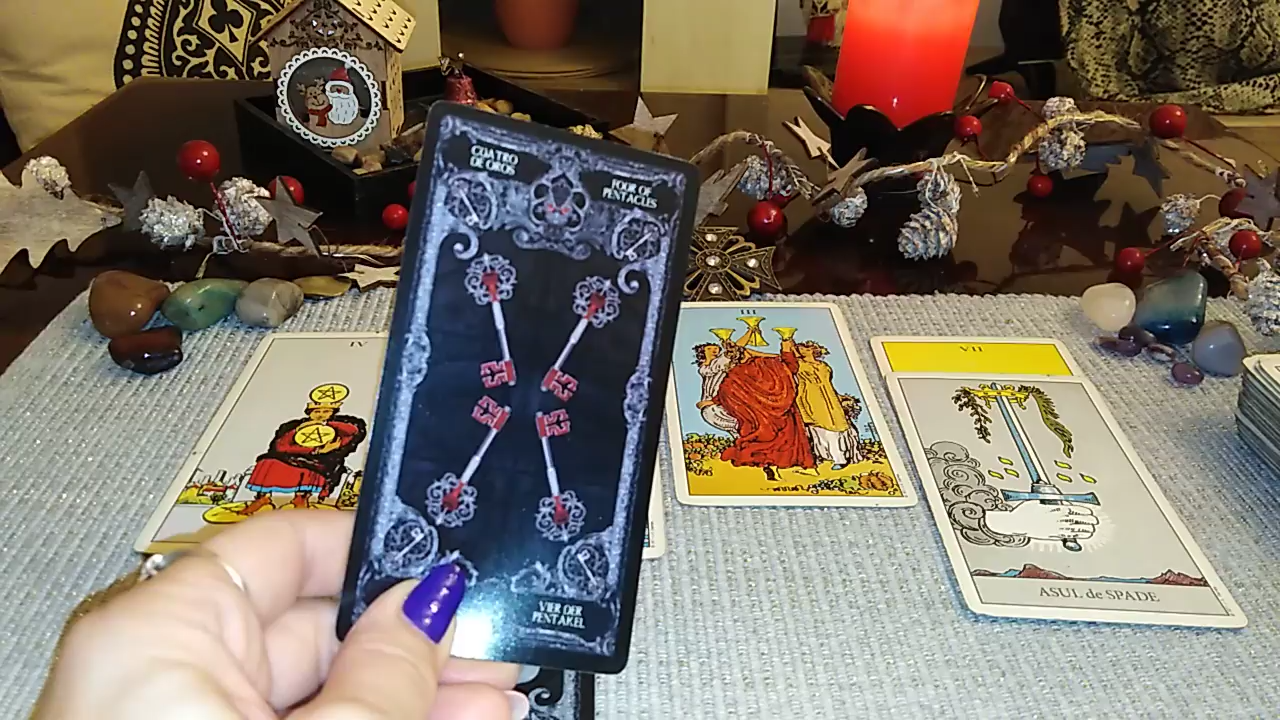 CUATRO
DE OROS
FOUR OF
PENTACLES
VIER DER
PENTAKEL
IV
III
VII
ASUL de SPADE